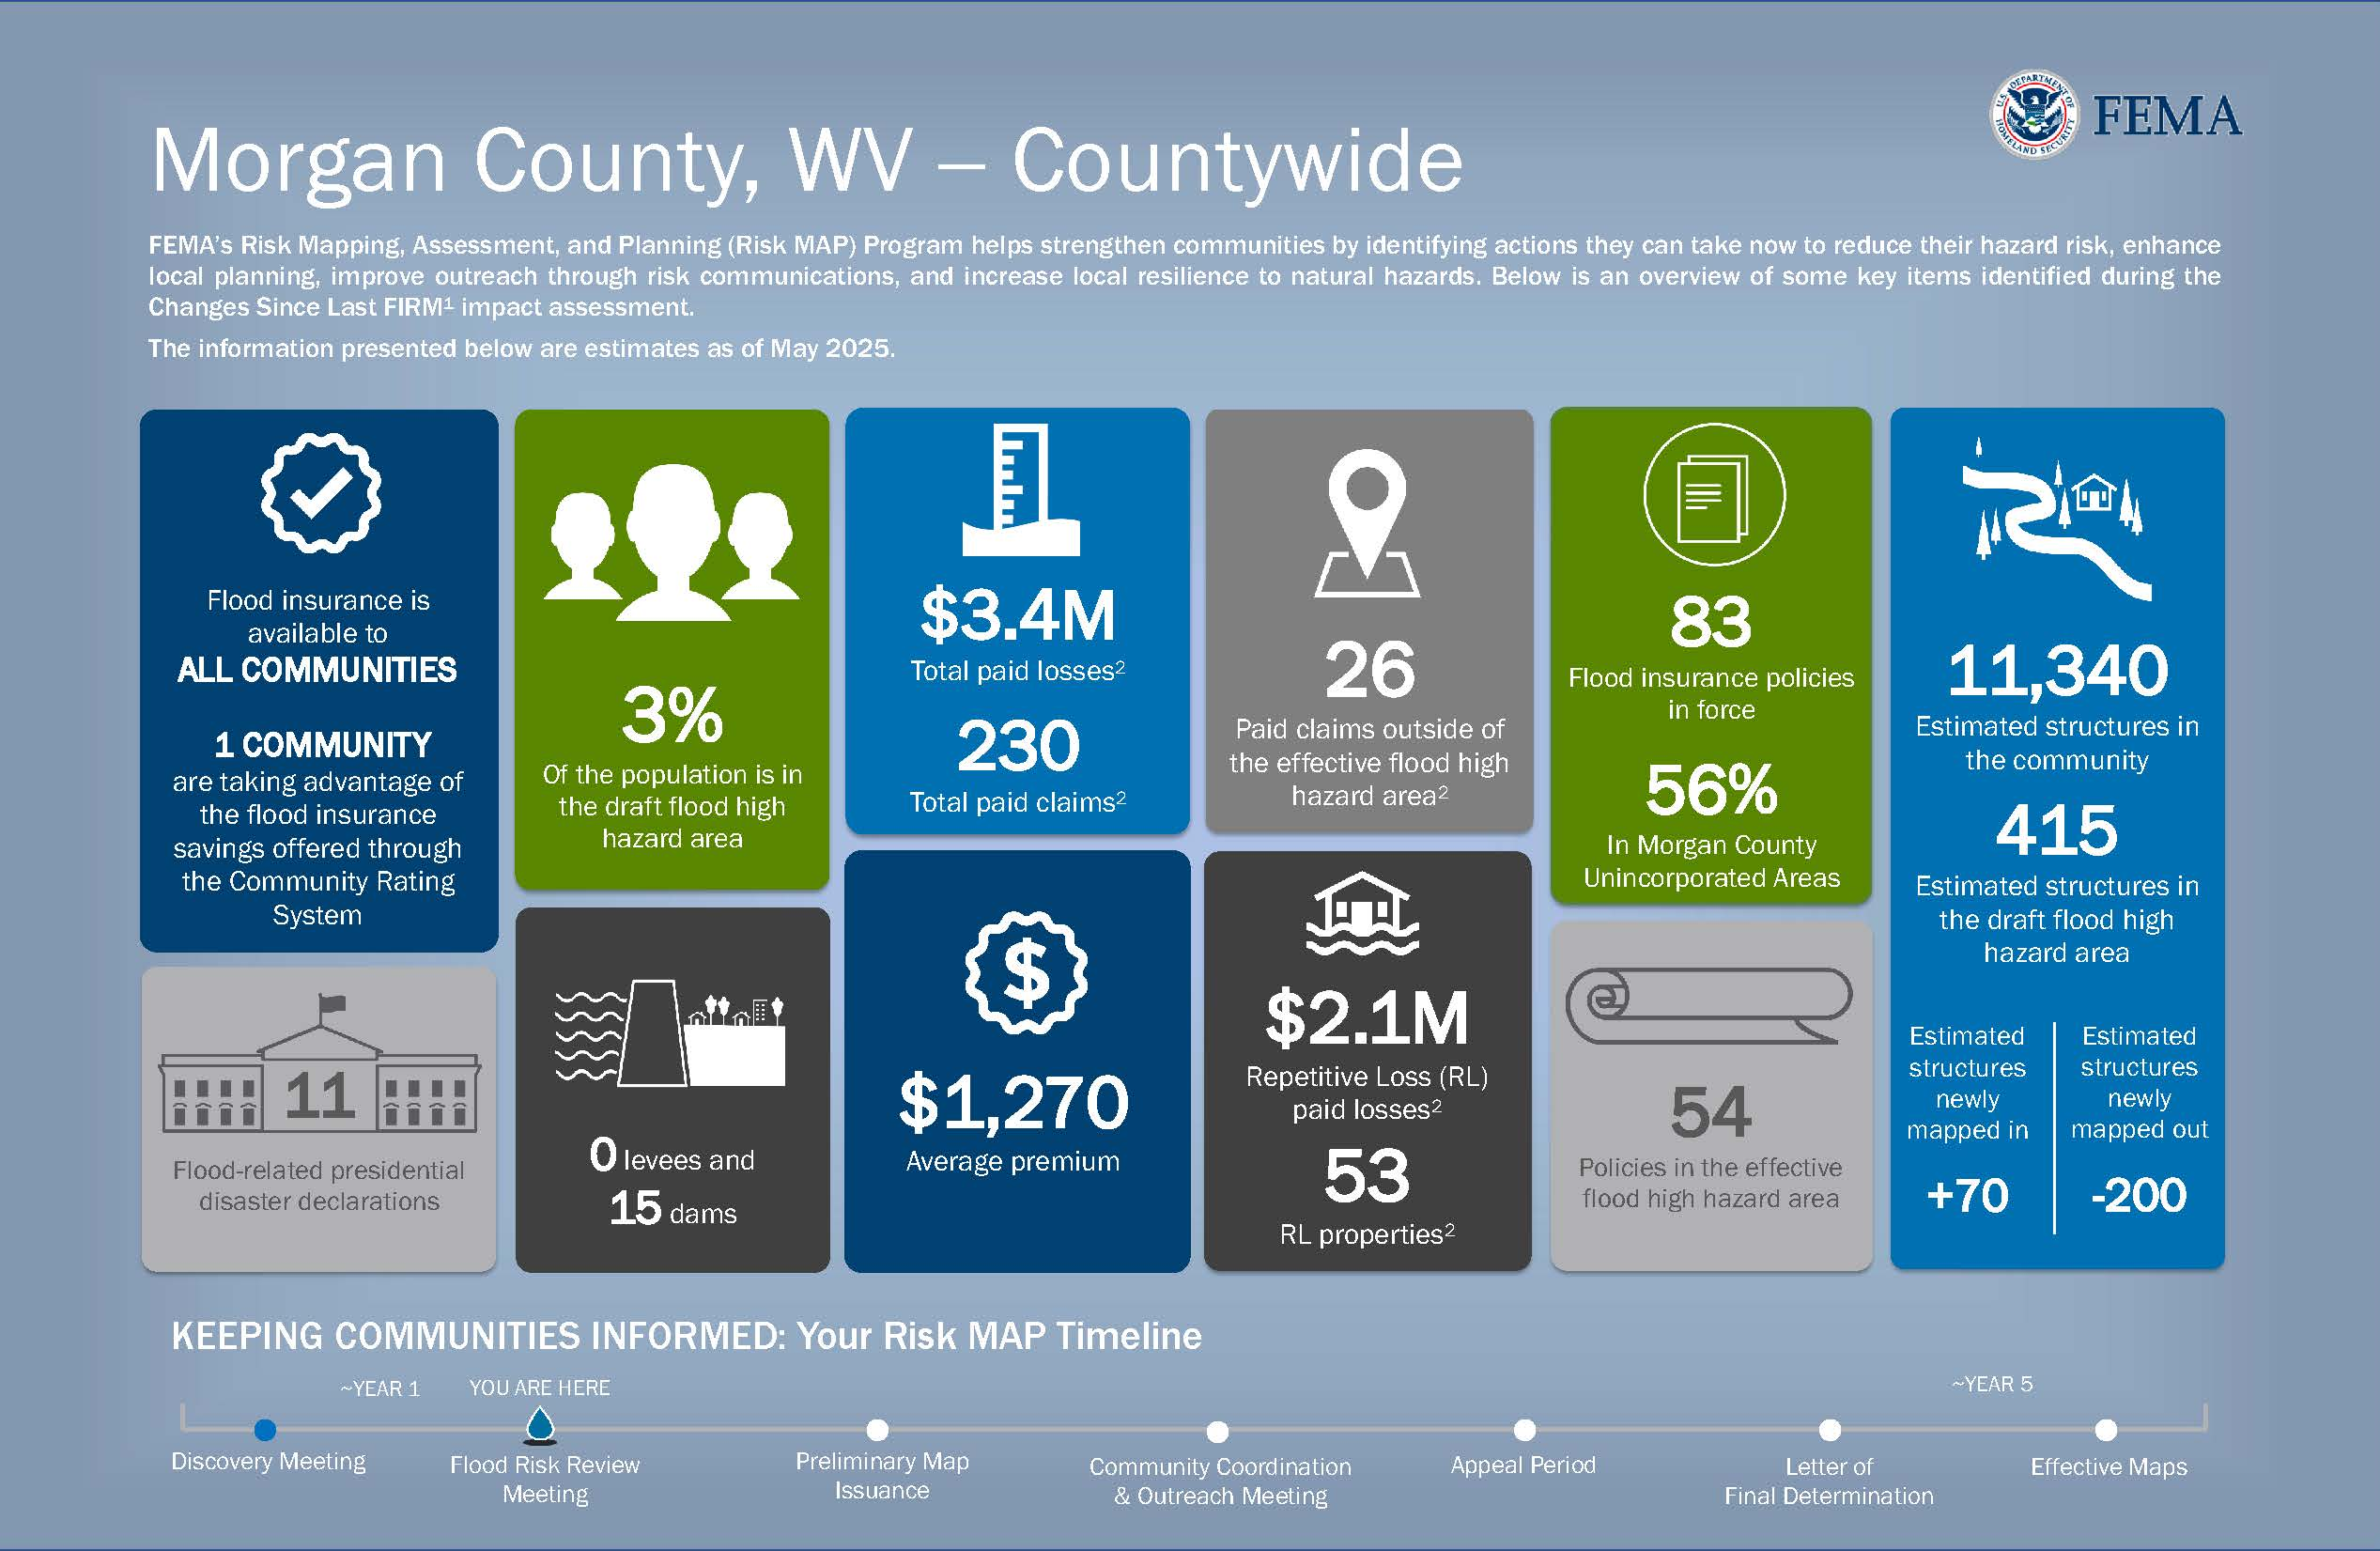 Morgan County, WV – Countywide
U.S. DEPARTMENT OF HOMELAND SECURITY
FEMA
FEMA’s Risk Mapping, Assessment, and Planning (Risk MAP) Program helps strengthen communities by identifying actions they can take now to reduce their hazard risk, enhance
local planning, improve outreach through risk communications, and increase local resilience to natural hazards. Below is an overview of some key items identified during the
Changes Since Last FIRM¹ impact assessment.
The information presented below are estimates as of May 2025.
Flood insurance is
available to
ALL COMMUNITIES
1 COMMUNITY
are taking advantage of
the flood insurance
savings offered through
the Community Rating
System
11
Flood-related presidential
disaster declarations
3%
Of the population is in
the draft flood high
hazard area
0 levees and
15 dams
$3.4M
Total paid losses²
230
Total paid claims²
$
$1,270
Average premium
26
Paid claims outside of
the effective flood high
hazard area²
$2.1M
Repetitive Loss (RL)
paid losses²
53
RL properties²
83
Flood insurance policies
in force
56%
In Morgan County
Unincorporated Areas
54
Policies in the effective
flood high hazard area
11,340
Estimated structures in
the community
415
Estimated structures in
the draft flood high
hazard area
Estimated
structures
newly
mapped in
+70
Estimated
structures
newly
mapped out
-200
KEEPING COMMUNITIES INFORMED: Your Risk MAP Timeline
~YEAR 1
YOU ARE HERE
~YEAR 5
Discovery Meeting
Flood Risk Review
Meeting
Preliminary Map
Issuance
Community Coordination
& Outreach Meeting
Appeal Period
Letter of
Final Determination
Effective Maps